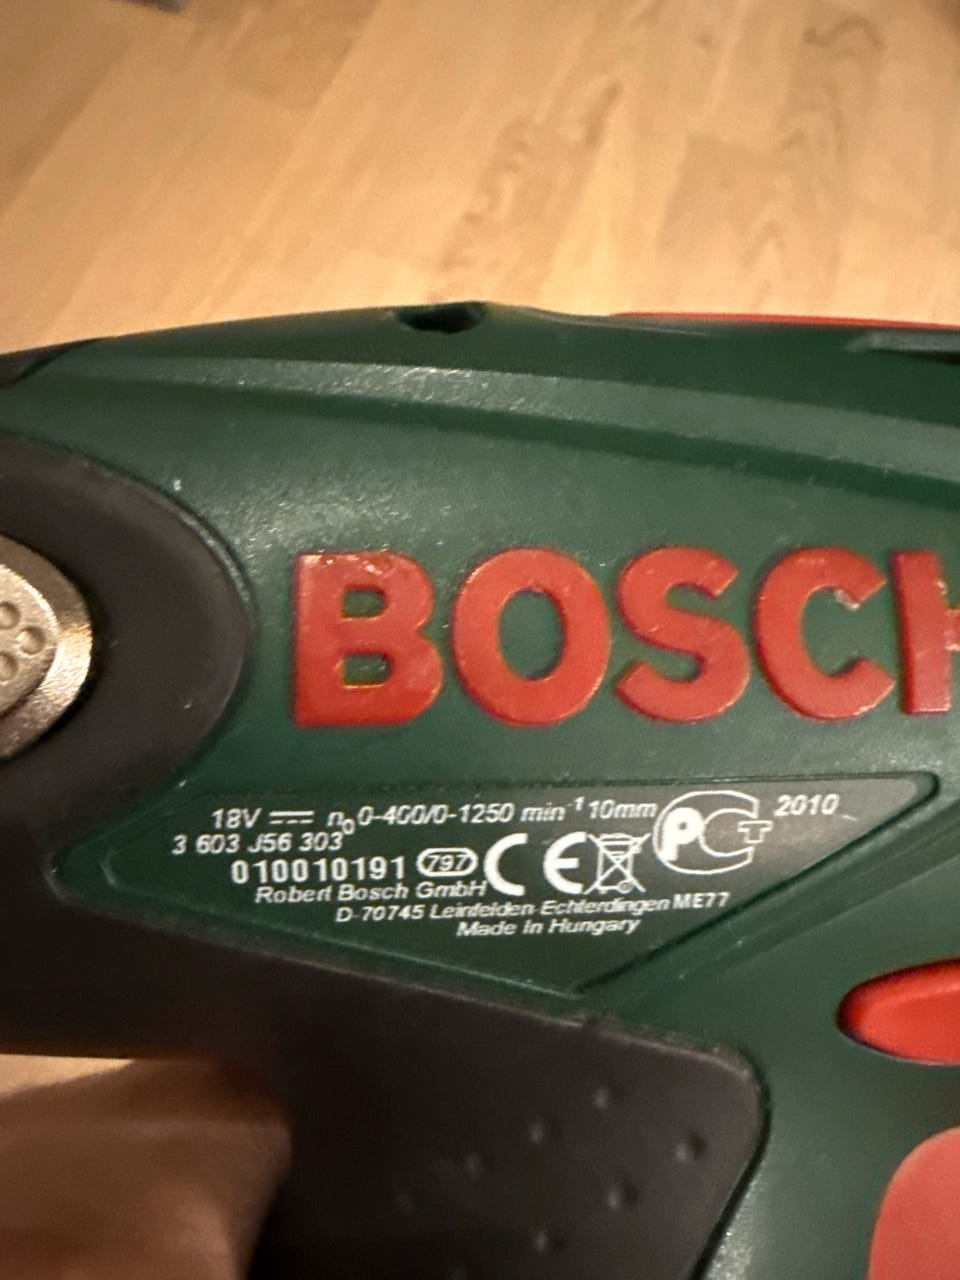 BOSCH
18V ⎓ n₀ 0-400/0-1250 min⁻¹ 10mm PCT 2010
3 603 J56 303
010010191 797 CE
Robert Bosch GmbH
D-70745 Leinfelden-Echterdingen ME77
Made in Hungary